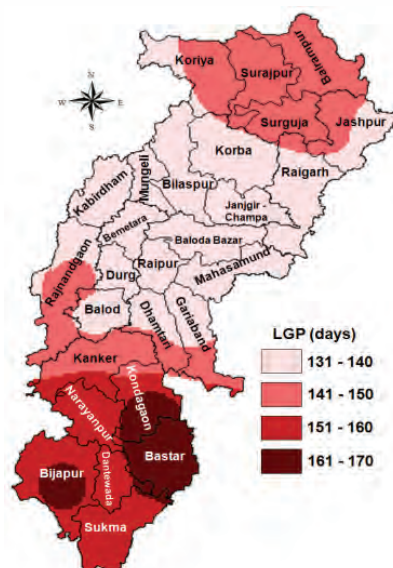 Koriya
Surajpur
Balrampur
N
W E
S
Surguja
Jashpur
Korba
Raigarh
Kabirdham
Mungeli
Bilaspur
Janjgir -
Champa
Bemetara
Baloda Bazar
Rajnandgaon
Durg
Raipur
Mahasamund
Balod
Dhamtari
Gariaband
Kanker
LGP (days)
131 - 140
141 - 150
151 - 160
161 - 170
Kondagaon
Narayanpur
Bastar
Bijapur
Dantewada
Sukma